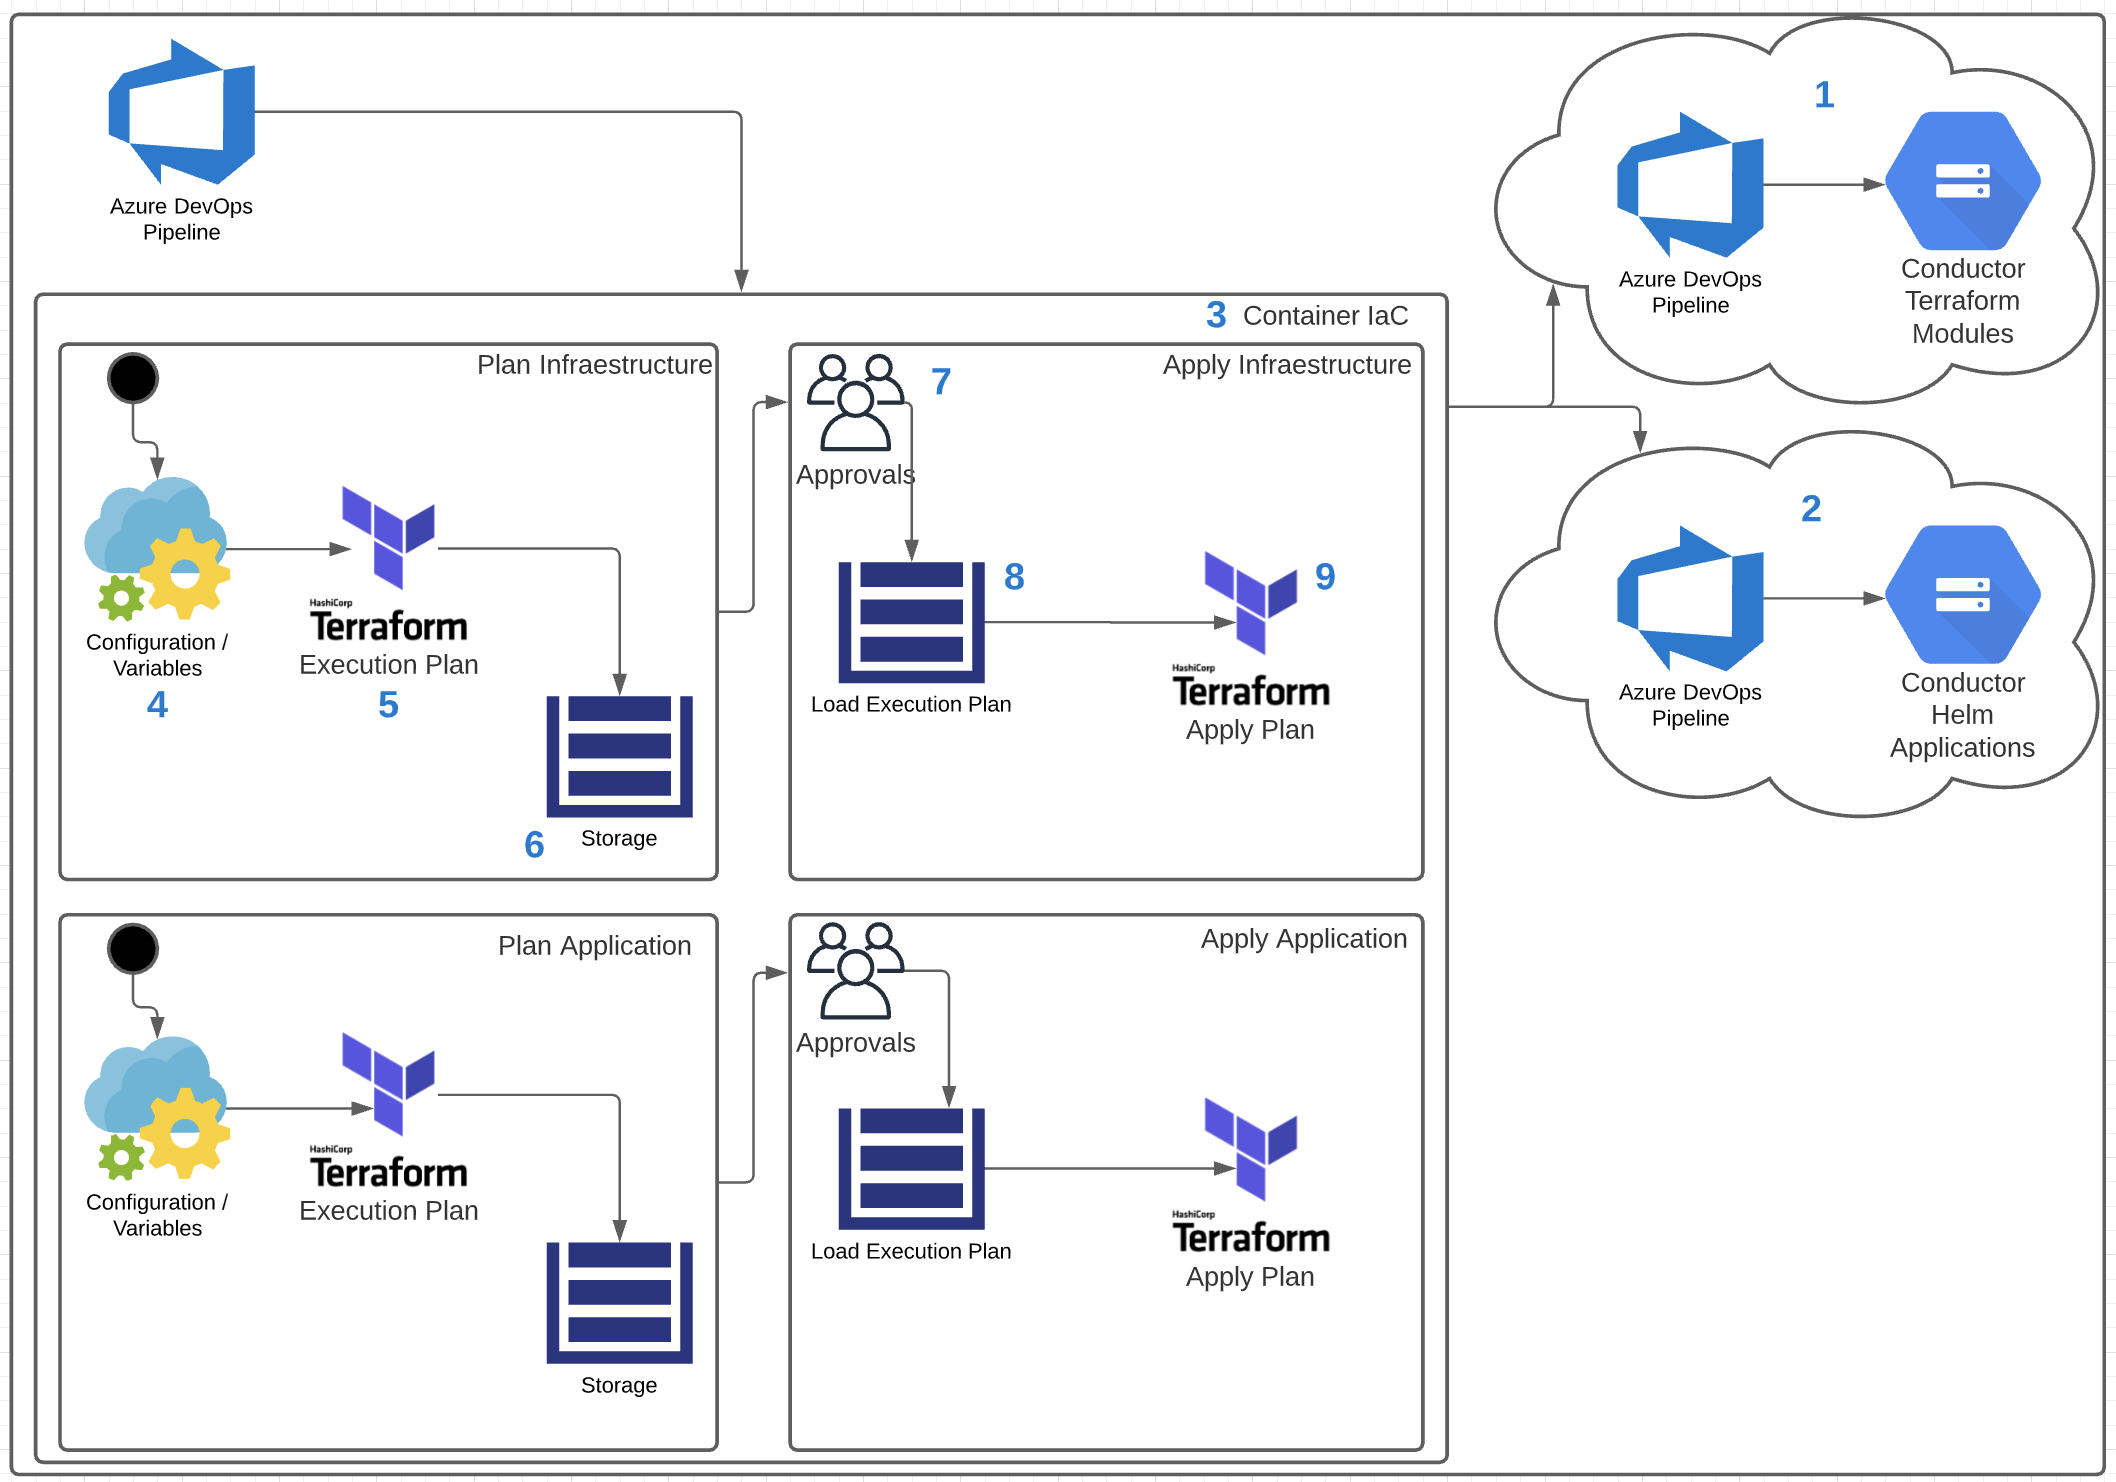 Azure DevOps
Pipeline
1
Azure DevOps
Pipeline
Conductor
Terraform
Modules
3 Container IaC
Plan Infraestructure
Configuration /
Variables
4
HashiCorp
Terraform
Execution Plan
5
6
Storage
Apply Infraestructure
7
Approvals
8
Load Execution Plan
9
HashiCorp
Terraform
Apply Plan
2
Azure DevOps
Pipeline
Conductor
Helm
Applications
Plan Application
Configuration /
Variables
HashiCorp
Terraform
Execution Plan
Storage
Apply Application
Approvals
Load Execution Plan
HashiCorp
Terraform
Apply Plan